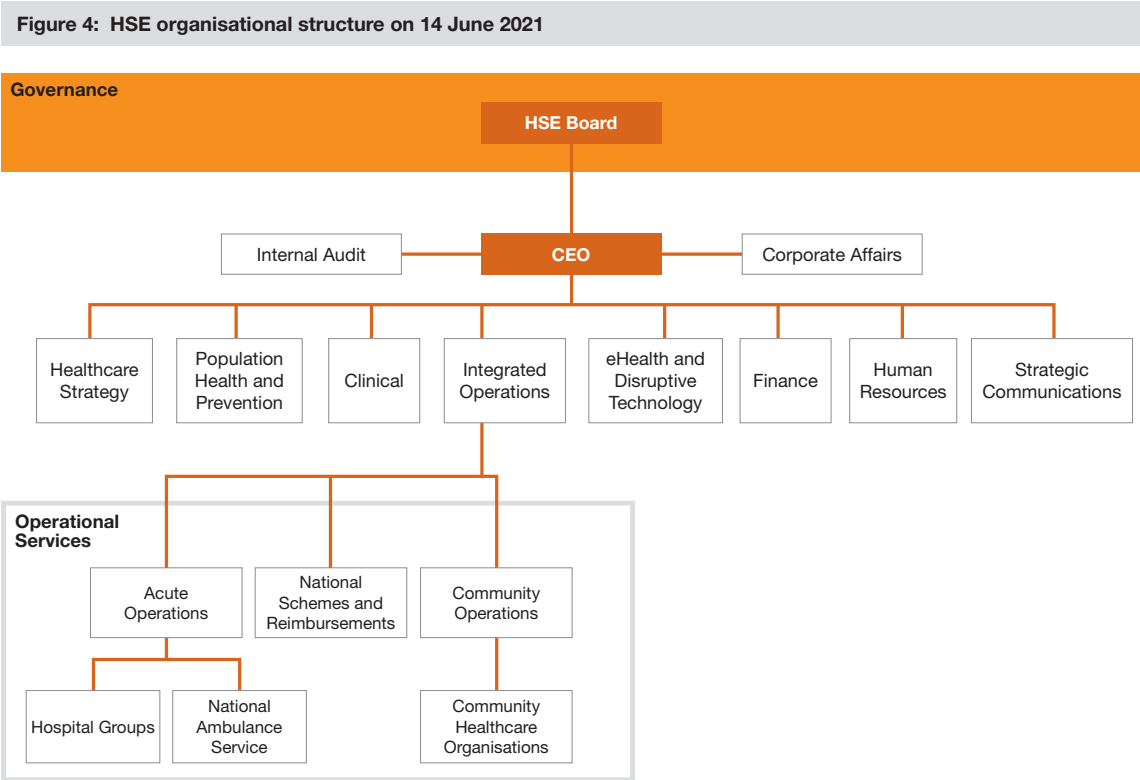 Figure 4: HSE organisational structure on 14 June 2021
Governance
HSE Board
Internal Audit
CEO
Corporate Affairs
Healthcare
Strategy
Population
Health and
Prevention
Clinical
Integrated
Operations
eHealth and
Disruptive
Technology
Finance
Human
Resources
Strategic
Communications
Operational
Services
Acute
Operations
National
Schemes and
Reimbursements
Community
Operations
Hospital Groups
National
Ambulance
Service
Community
Healthcare
Organisations